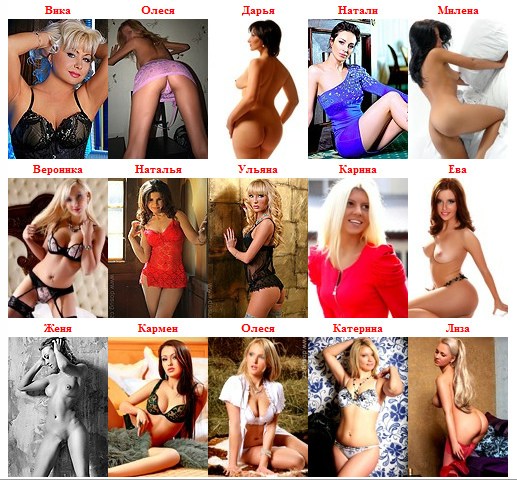 Вика Олеся Дарья Натали Милена
Вероника Наталья Ульяна Карина Ева
Женя Кармен Олеся Катерина Лиза